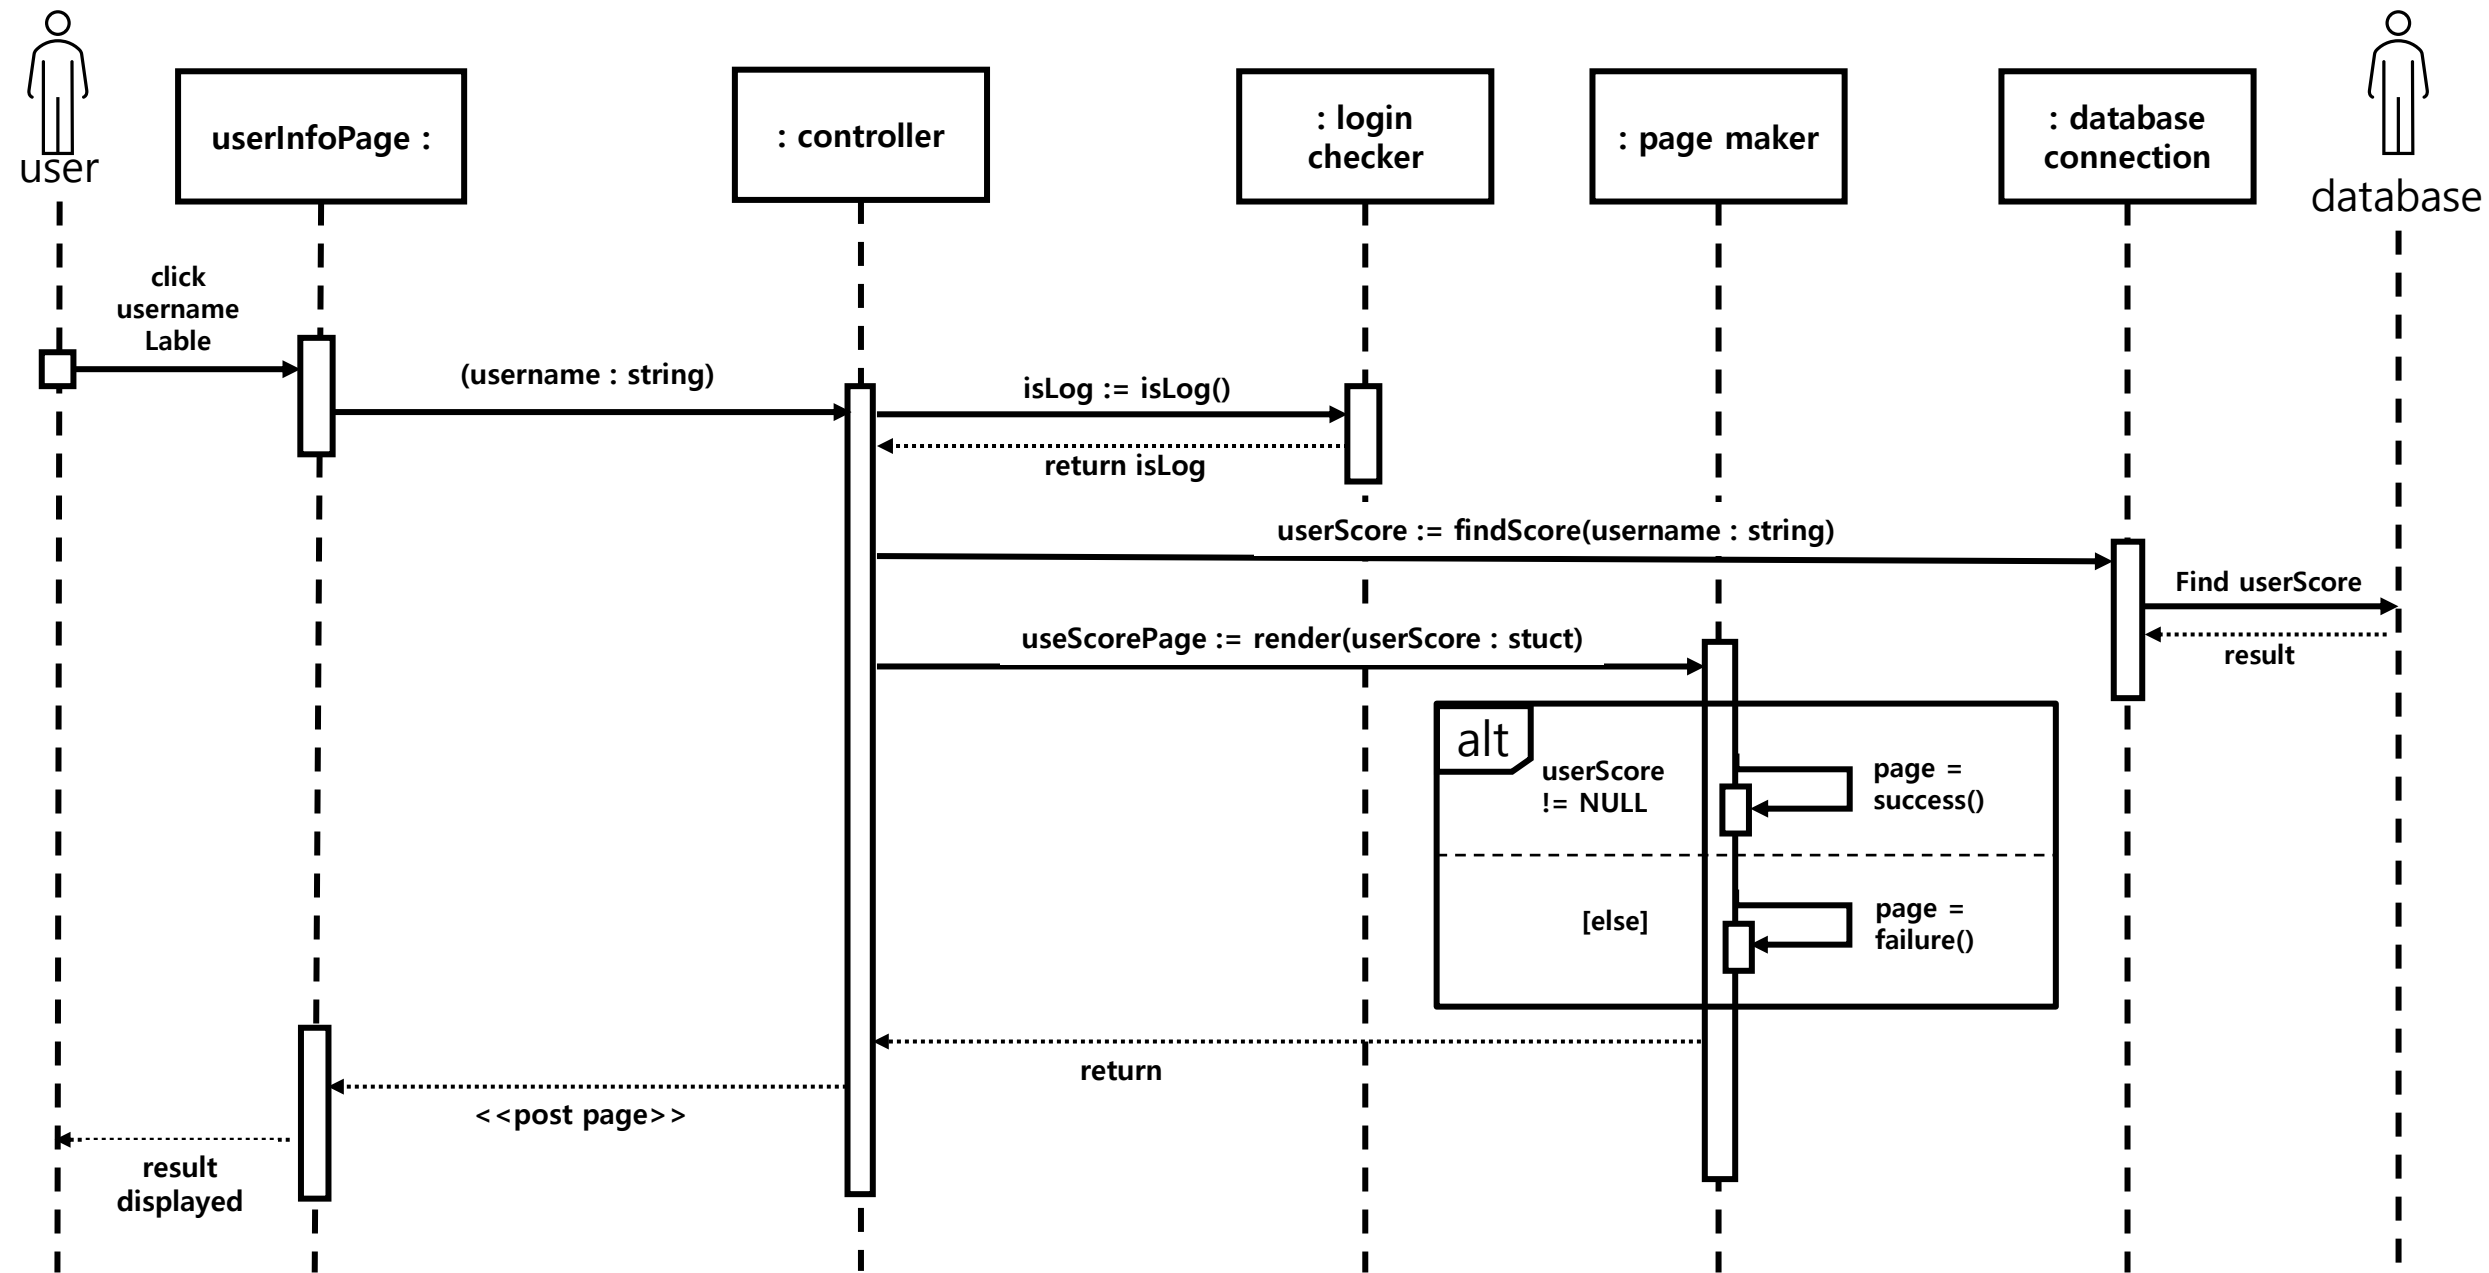 user
userInfoPage :
: controller
: login
checker
: page maker
: database
connection
database
click
username
Lable
(username : string)
isLog := isLog()
return isLog
userScore := findScore(username : string)
Find userScore
result
useScorePage := render(userScore : stuct)
alt
userScore
!= NULL
page =
success()
[else]
page =
failure()
return
<<post page>>
result
displayed